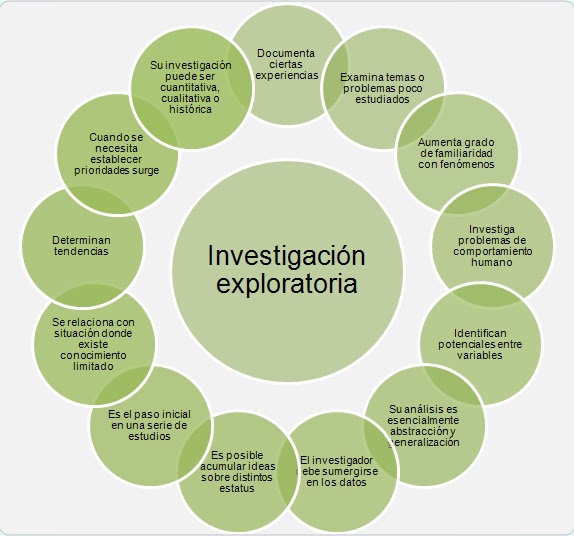 Documenta
ciertas
experiencias
Examina temas o
problemas poco
estudiados
Aumenta grado
de familiaridad
con fenómenos
Investiga
problemas de
comportamiento
humano
Identifican
potenciales entre
variables
Su análisis es
esencialmente
abstracción y
generalización
El investigador
debe sumergirse
en los datos
Es posible
acumular ideas
sobre distintos
estatus
Es el paso inicial
en una serie de
estudios
Se relaciona con
situación donde
existe
conocimiento
limitado
Determinan
tendencias
Cuando se
necesita
establecer
prioridades surge
Su investigación
puede ser
cuantitativa,
cualitativa o
histórica
Investigación
exploratoria